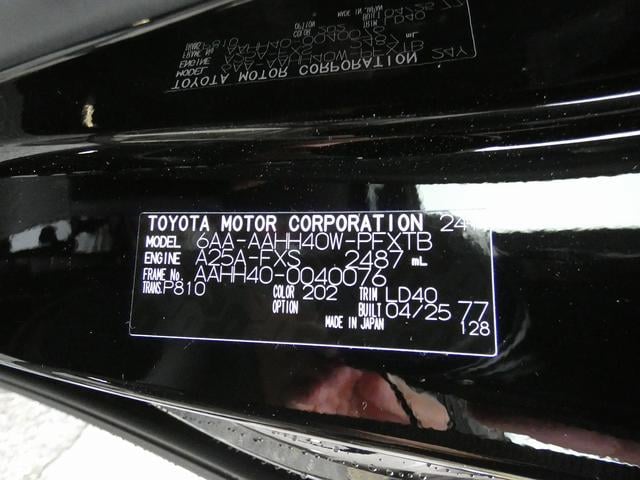 TOYOTA MOTOR CORPORATION 24
MODEL 6AA-AAHH40W-PFXTB
ENGINE A25A-FXS 2487 mL
FRAME No. AAHH40-0040076
TRANS. P810 COLOR 202 TRIM LD40
OPTION BUILT 04/25 77
MADE IN JAPAN 128